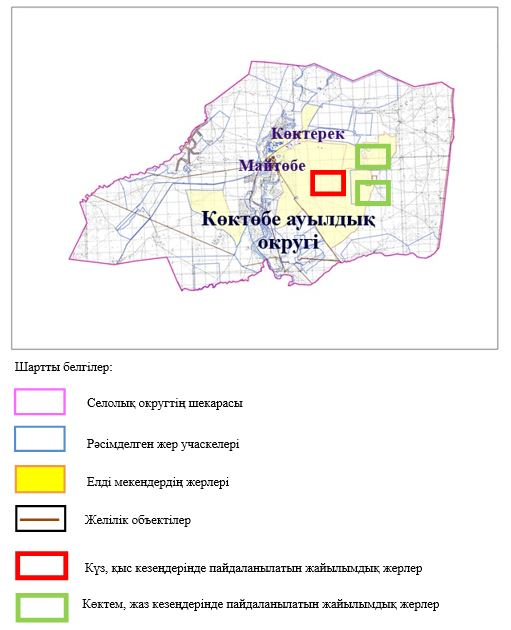 Көктерек
Майтөбе
Көктөбе ауылдық
округі
Шартты белгілер:
Селолық округтің шекарасы
Рәсімделген жер учаскелері
Елді мекендердің жерлері
Желілік объектілер
Күз, қыс кезеңдерінде пайдаланылатын жайылымдық жерлер
Көктем, жаз кезеңдерінде пайдаланылатын жайылымдық жерлер